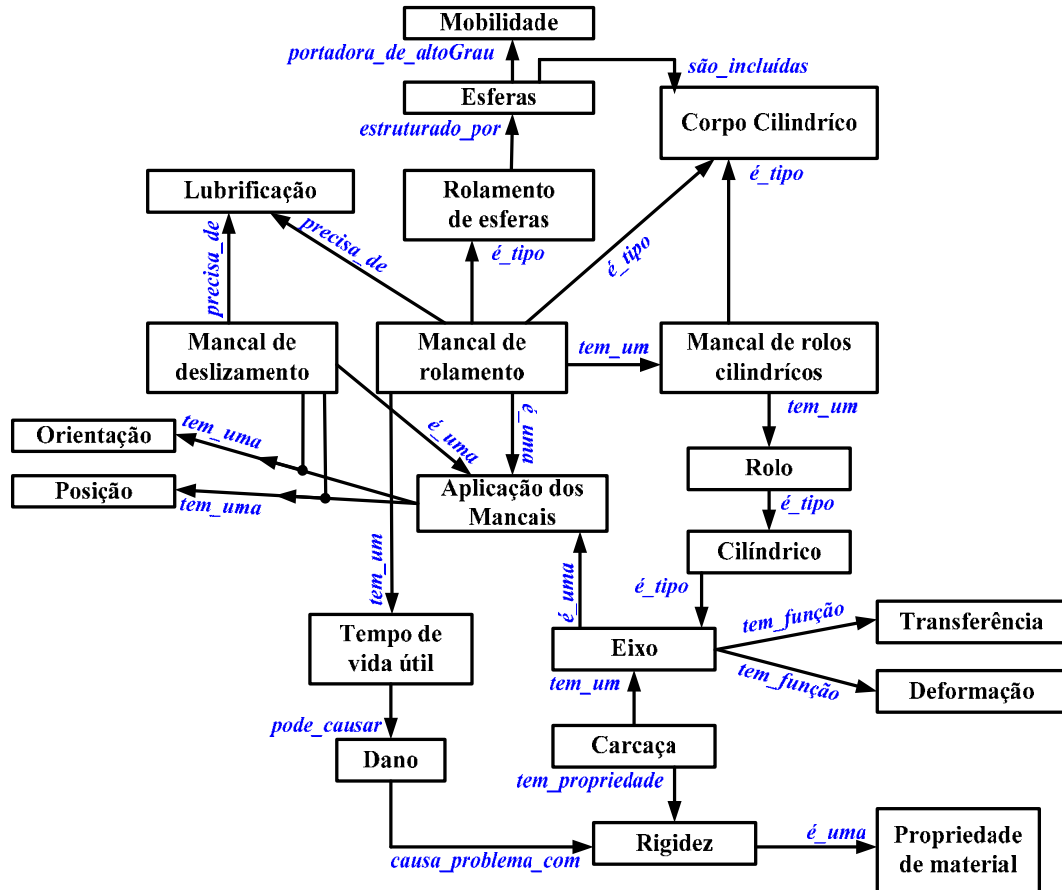 Mobilidade
portadora_de_altoGrau
são_incluídas
Esferas
estruturado_por
Corpo Cilindríco
Lubrificação
Rolamento
de esferas
é_tipo
precisa_de
precisa_de
é_tipo
é_tipo
Mancal de
deslizamento
Mancal de
rolamento
tem_um
Mancal de rolos
cilindrícos
tem_um
Orientação
tem_uma
é_uma
é_uma
Rolo
Posição
tem_uma
Aplicação dos
Mancais
é_tipo
Cilíndrico
tem_um
é_uma
é_tipo
Tempo de
vida útil
Eixo
tem_função
Transferência
tem_função
Deformação
tem_um
pode_causar
Dano
Carcaça
tem_propriedade
causa_problema_com
Rigidez
é_uma
Propriedade
de material